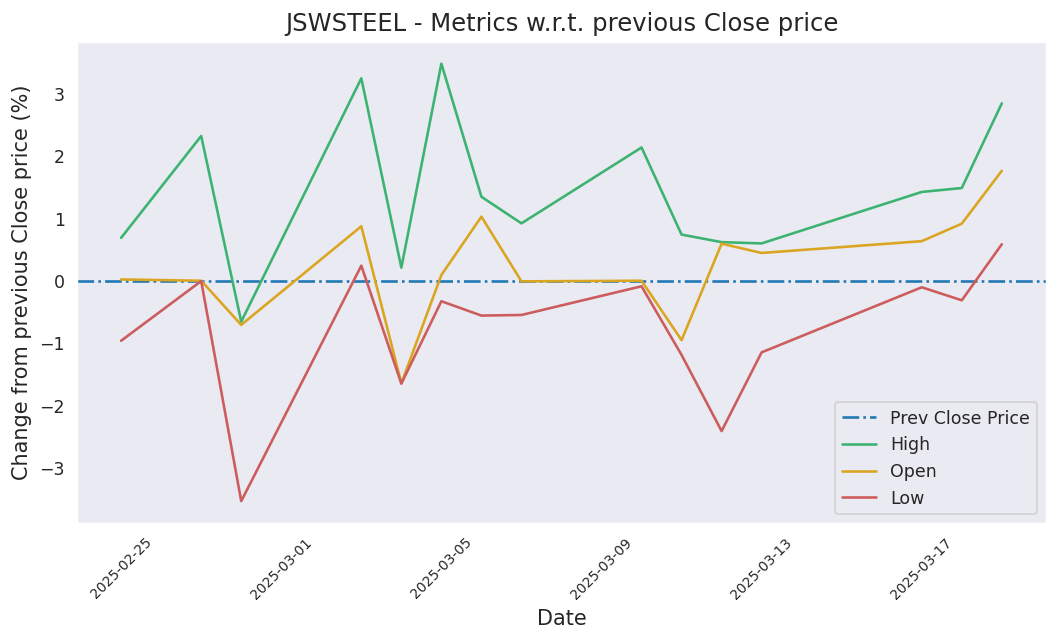 JSWSTEEL - Metrics w.r.t. previous Close price
Change from previous Close price (%)
3
2
1
0
−1
−2
−3
Prev Close Price
High
Open
Low
2025-02-25
2025-03-01
2025-03-05
2025-03-09
2025-03-13
2025-03-17
Date